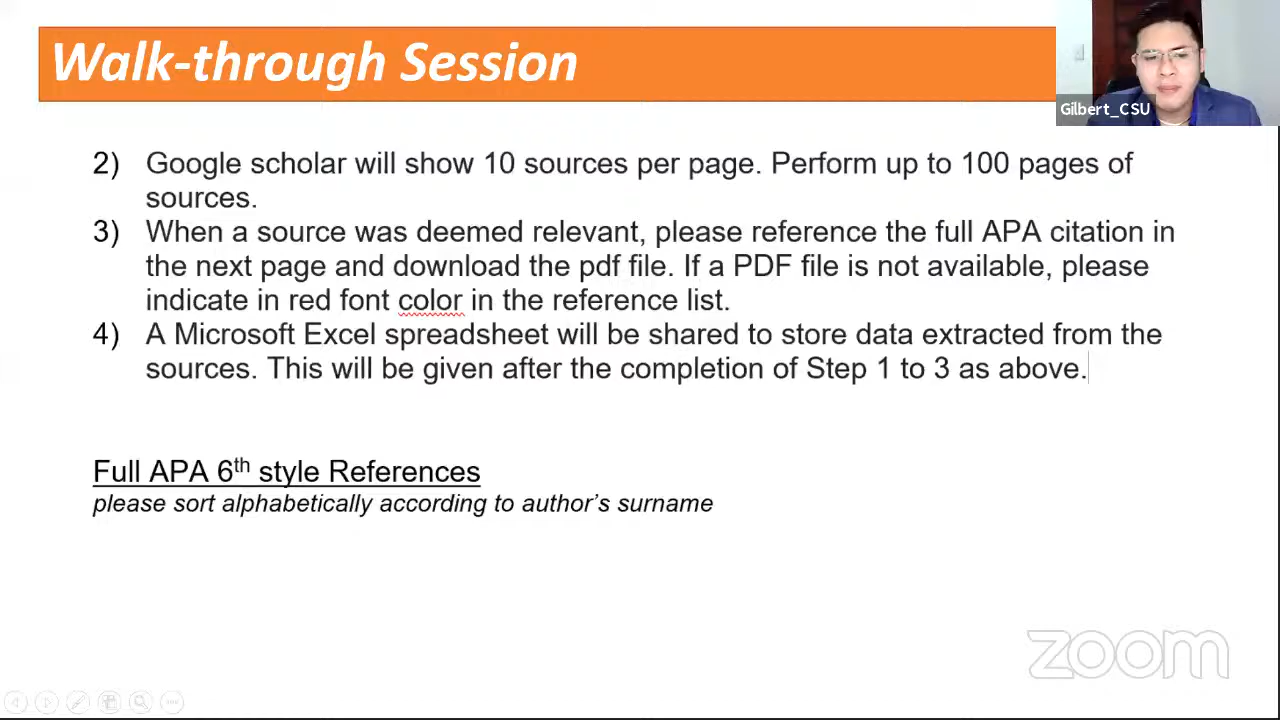 Walk-through Session
Gilbert_CSU
2) Google scholar will show 10 sources per page. Perform up to 100 pages of
sources.
3) When a source was deemed relevant, please reference the full APA citation in
the next page and download the pdf file. If a PDF file is not available, please
indicate in red font color in the reference list.
4) A Microsoft Excel spreadsheet will be shared to store data extracted from the
sources. This will be given after the completion of Step 1 to 3 as above.
Full APA 6th style References
please sort alphabetically according to author's surname
zoom